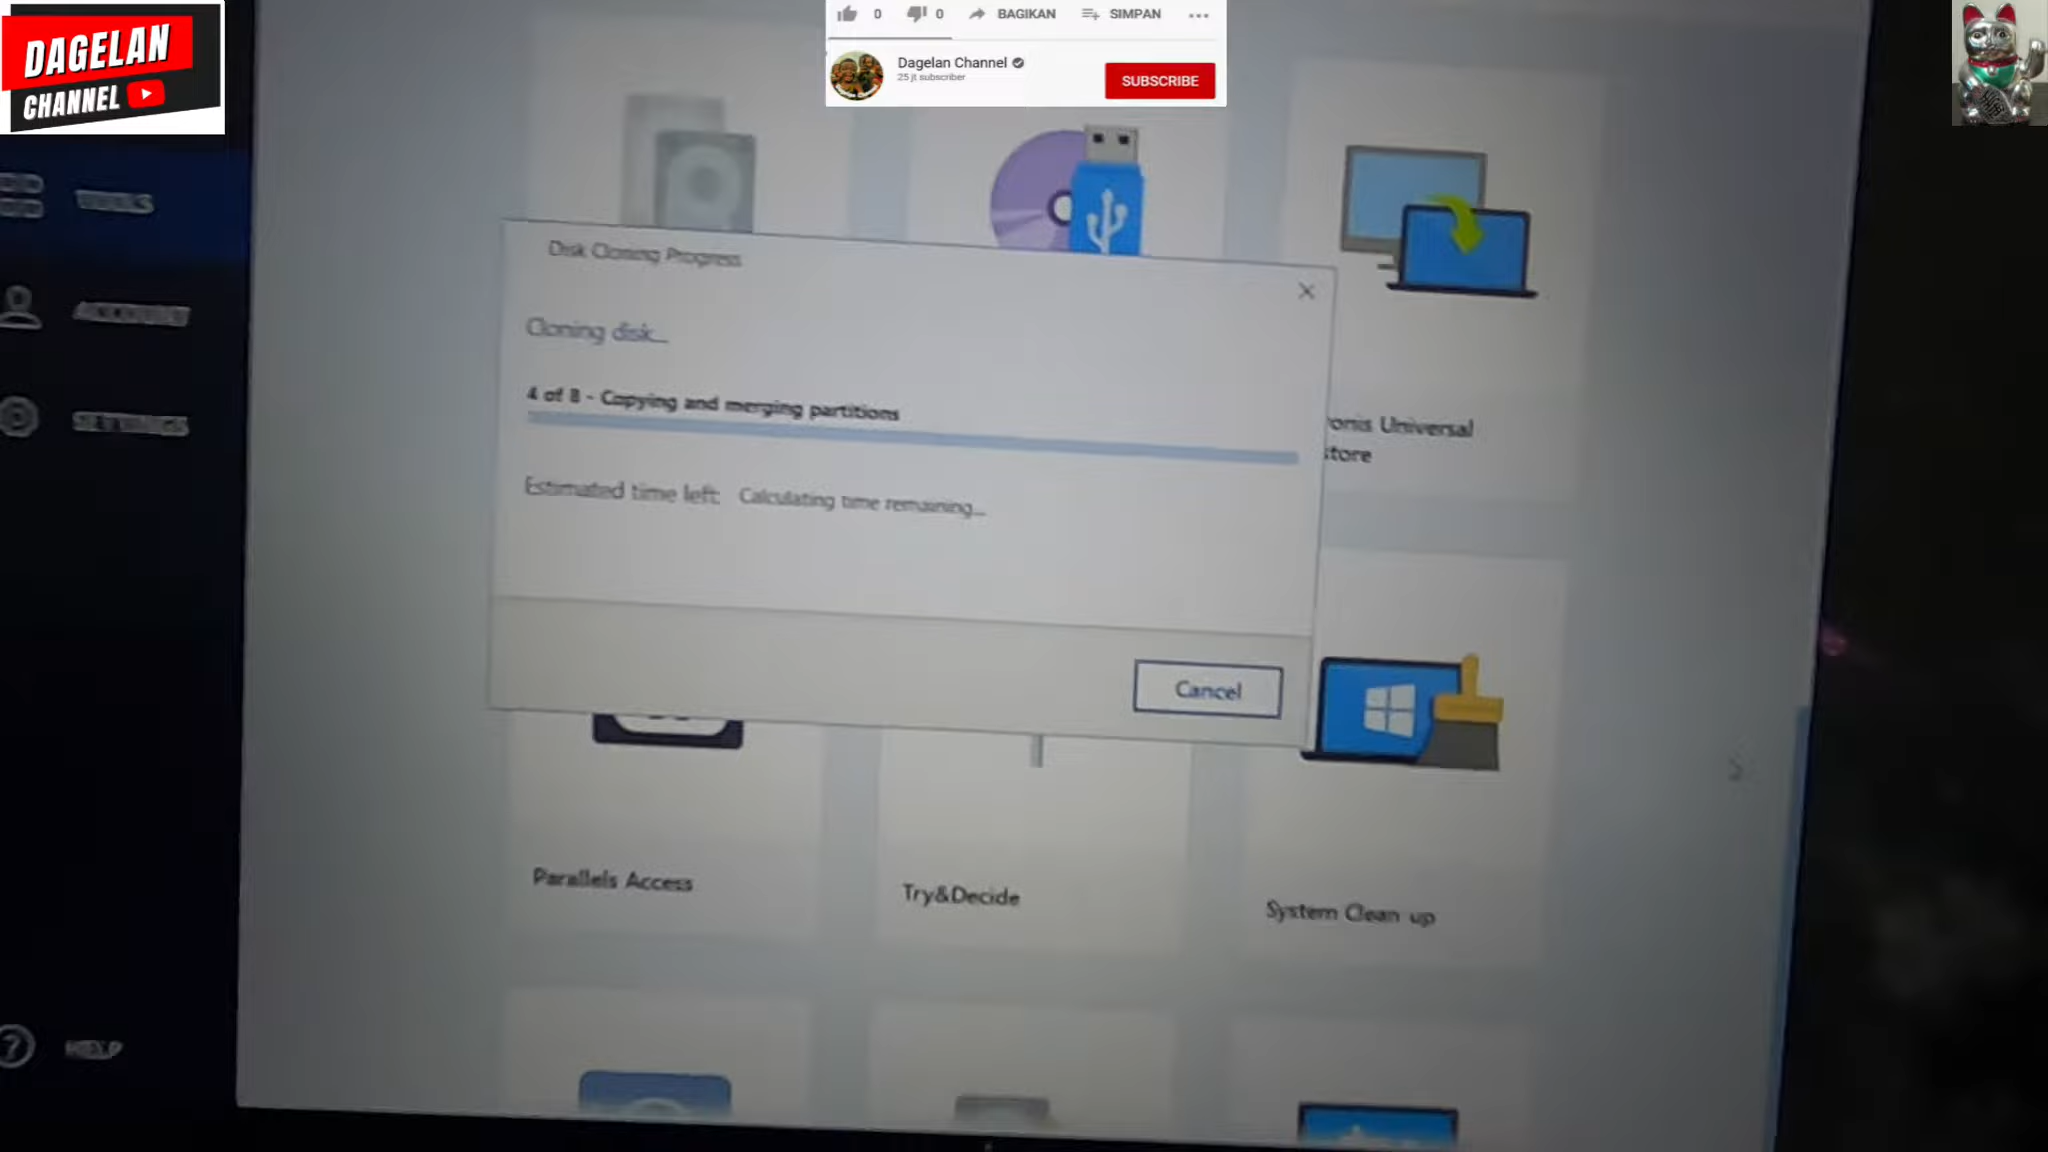 DAGELAN
CHANNEL
0 0 BAGIKAN SIMPAN
Dagelan Channel
25 jt subscriber
SUBSCRIBE
TOOLS
ACCOUNT
SETTINGS
HELP
Disk Cloning Progress
Cloning disk...
4 of 8 - Copying and merging partitions
Estimated time left: Calculating time remaining...
Cancel
ronis Universal
store
Parallels Access
Try&Decide
System Clean up